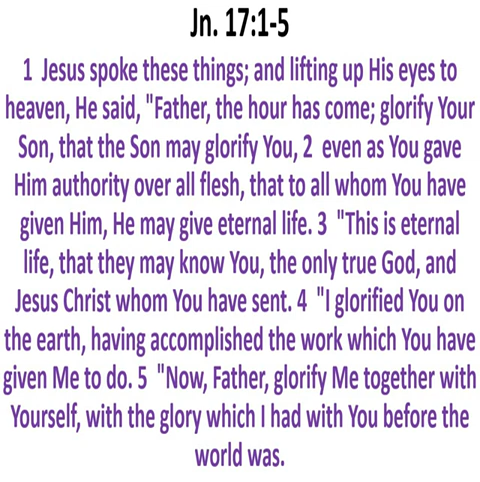 Jn. 17:1-5
1 Jesus spoke these things; and lifting up His eyes to
heaven, He said, "Father, the hour has come; glorify Your
Son, that the Son may glorify You, 2 even as You gave
Him authority over all flesh, that to all whom You have
given Him, He may give eternal life. 3 "This is eternal
life, that they may know You, the only true God, and
Jesus Christ whom You have sent. 4 "I glorified You on
the earth, having accomplished the work which You have
given Me to do. 5 "Now, Father, glorify Me together with
Yourself, with the glory which I had with You before the
world was.